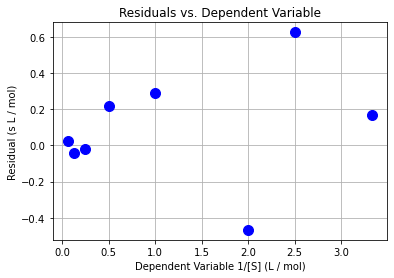 Residuals vs. Dependent Variable
0.6
0.4
0.2
0.0
−0.2
−0.4
Residual (s L / mol)
0.0 0.5 1.0 1.5 2.0 2.5 3.0
Dependent Variable 1/[S] (L / mol)